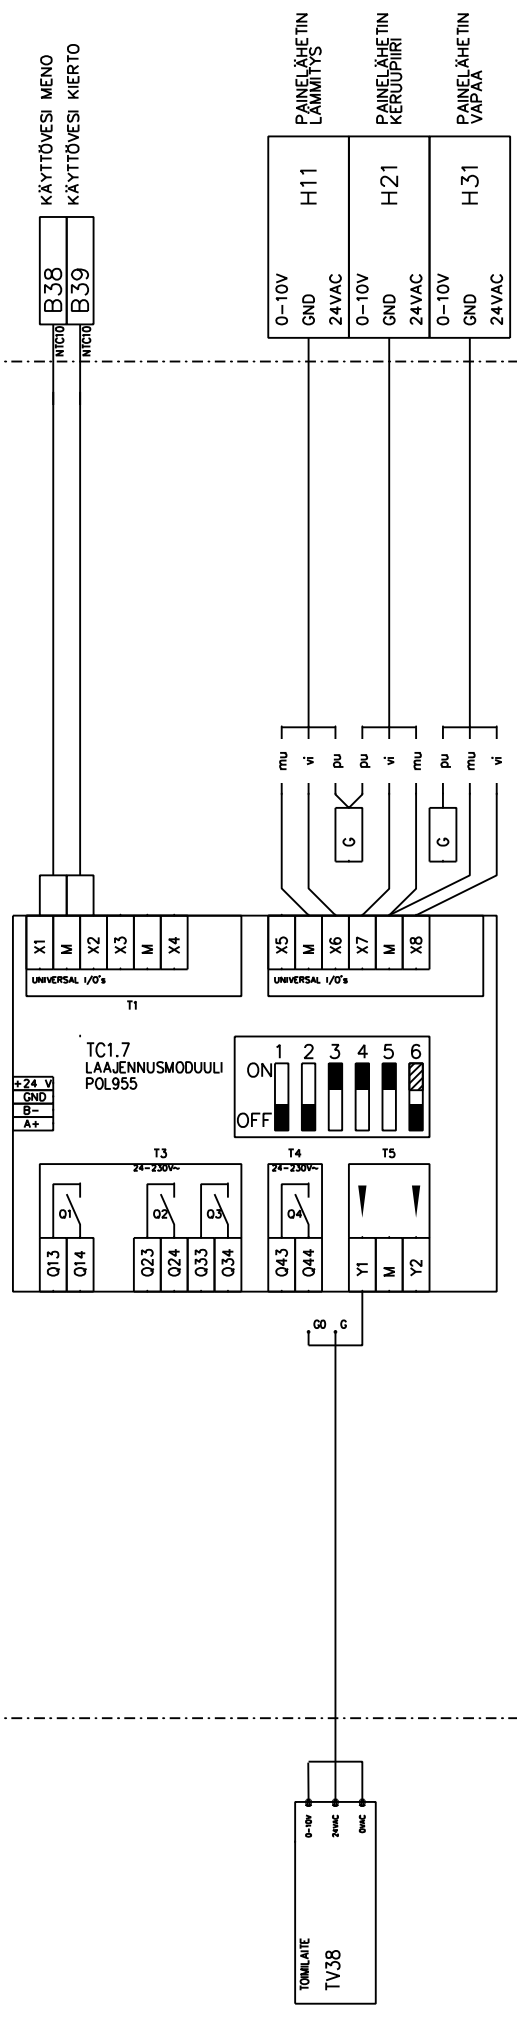 KÄYTTÖVESI MENO
KÄYTTÖVESI KIERTO
PAINELÄHETIN
LÄMMITYS
PAINELÄHETIN
KERUUPIIRI
PAINELÄHETIN
VAPAA
B38
B39
NTC10
NTC10
H11
H21
H31
0-10V
GND
24VAC
0-10V
GND
24VAC
0-10V
GND
24VAC
mu
vi
pu
pu
vi
mu
pu
mu
vi
G
G
X1
M
X2
X3
M
X4
X5
M
X6
X7
M
X8
UNIVERSAL I/O's
UNIVERSAL I/O's
T1
TC1.7
LAAJENNUSMODUULI
POL955
1 2 3 4 5 6
ON
OFF
+24 V
GND
B-
A+
T3
24-230V~
T4
24-230V~
T5
Q1
Q2
Q3
Q4
Q13
Q14
Q23
Q24
Q33
Q34
Q43
Q44
Y1
M
Y2
G0 G
0-10V
24VAC
0VAC
TOIMILAITE
TV38